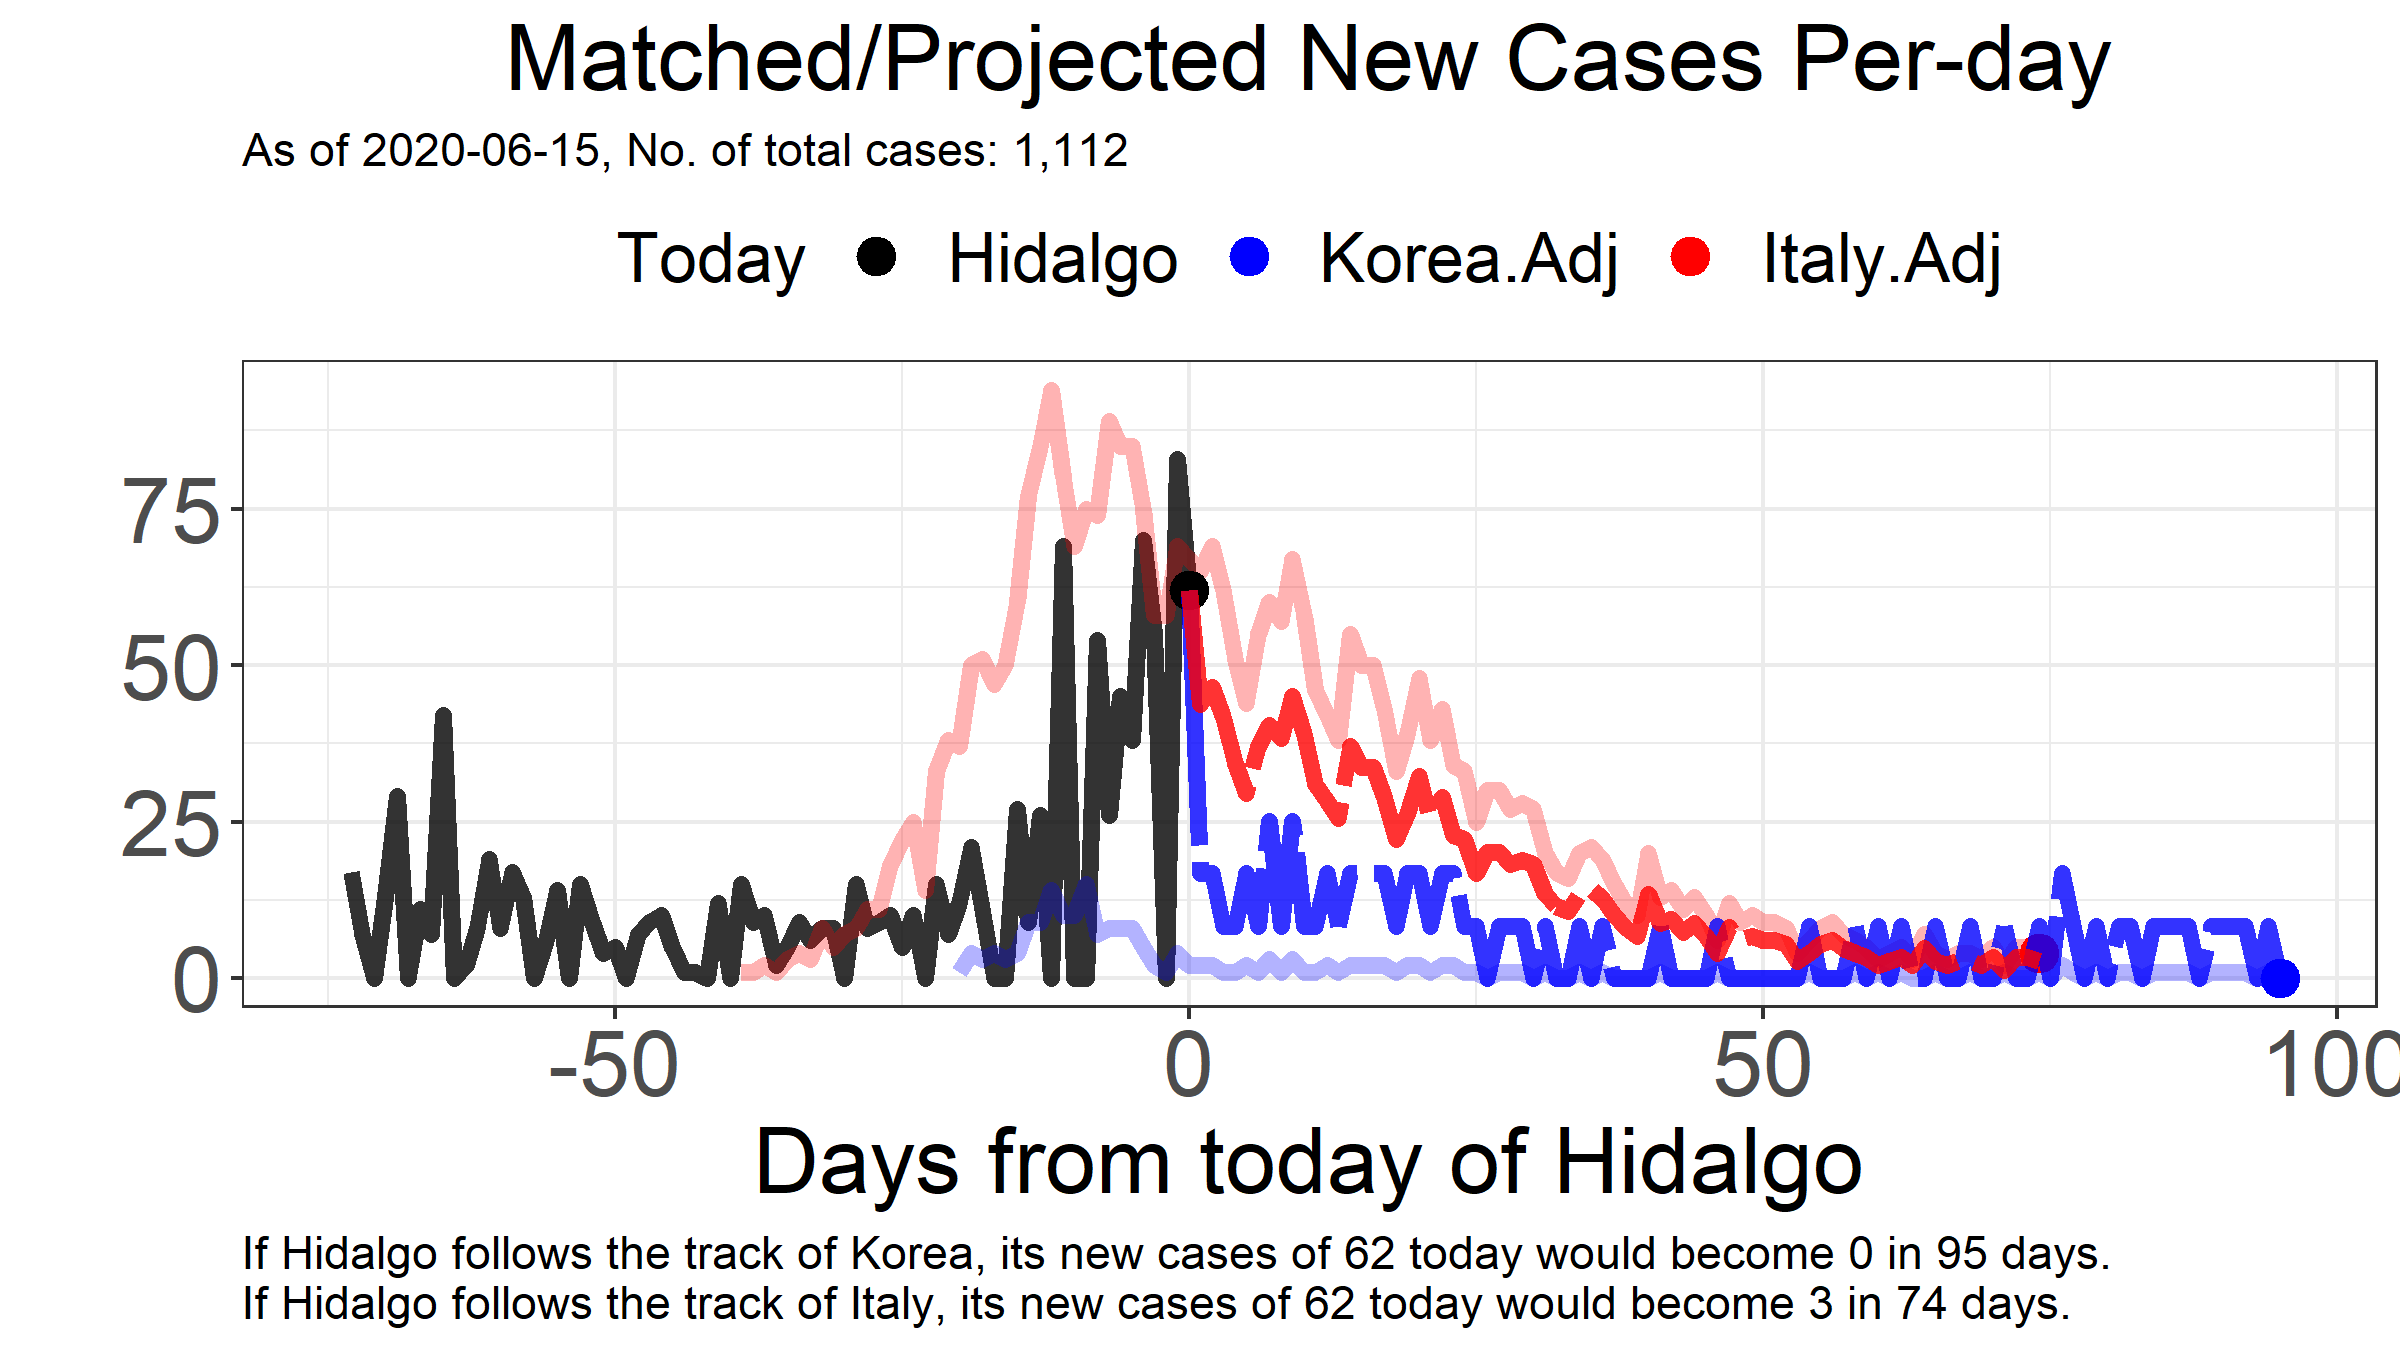 Matched/Projected New Cases Per-day
As of 2020-06-15, No. of total cases: 1,112
Today Hidalgo Korea.Adj Italy.Adj
75
50
25
0
-50 0 50 100
Days from today of Hidalgo
If Hidalgo follows the track of Korea, its new cases of 62 today would become 0 in 95 days.
If Hidalgo follows the track of Italy, its new cases of 62 today would become 3 in 74 days.